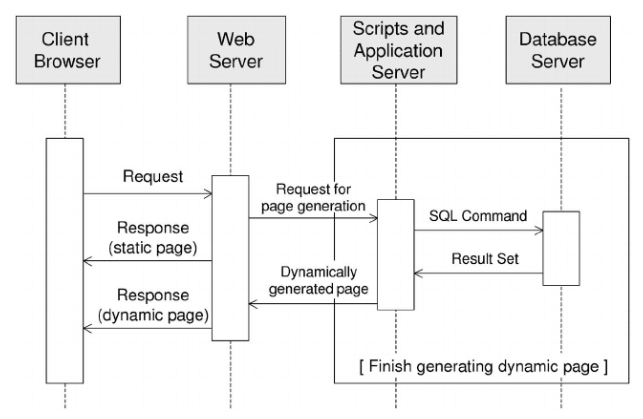 Client
Browser
Web
Server
Scripts and
Application
Server
Database
Server
Request
Request for
page generation
SQL Command
Response
(static page)
Result Set
Dynamically
generated page
Response
(dynamic page)
[ Finish generating dynamic page ]